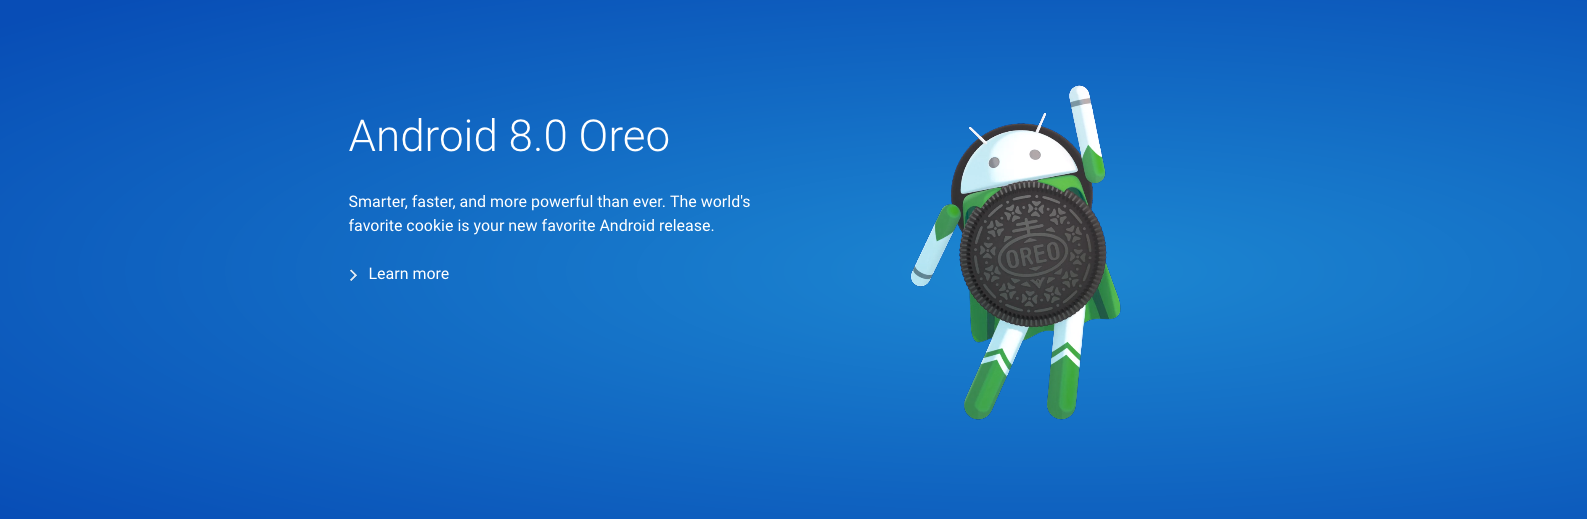 Android 8.0 Oreo
Smarter, faster, and more powerful than ever. The world's
favorite cookie is your new favorite Android release.
Learn more
OREO